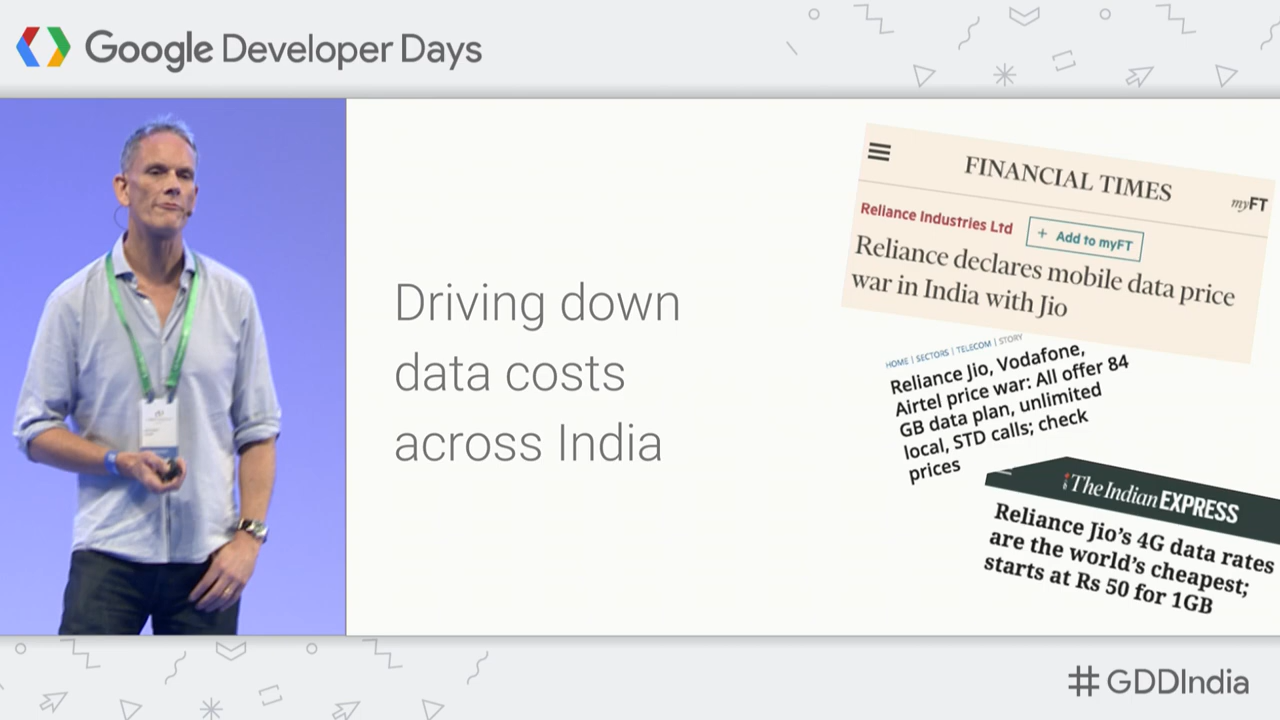 Google Developer Days
FINANCIAL TIMES
myFT
Reliance Industries Ltd
+ Add to myFT
Reliance declares mobile data price
war in India with Jio
Driving down
data costs
across India
HOME | SECTORS | TELECOM | STORY
Reliance Jio, Vodafone,
Airtel price war: All offer 84
GB data plan, unlimited
local, STD calls; check
prices
The Indian EXPRESS
Reliance Jio's 4G data rates
are the world's cheapest;
starts at Rs 50 for 1GB
#GDDIndia